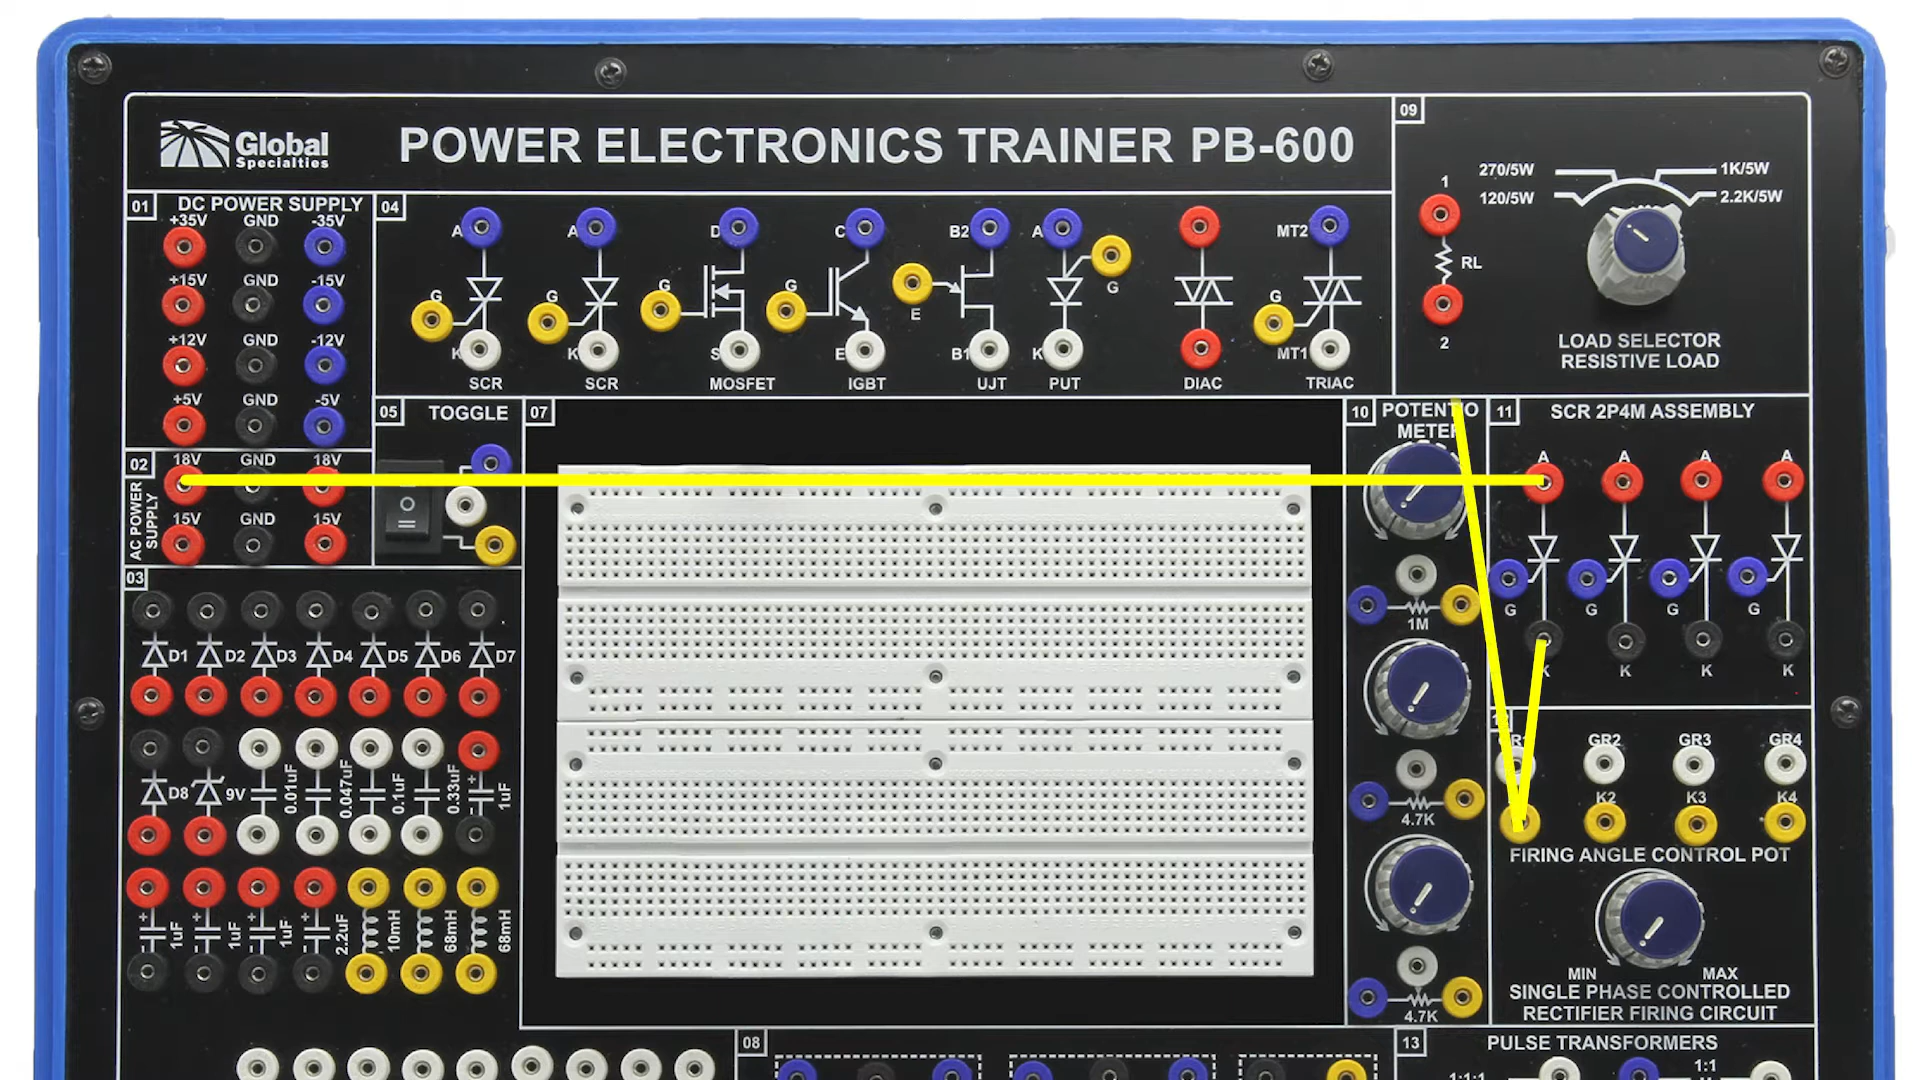 Global
Specialties
POWER ELECTRONICS TRAINER PB-600
01 DC POWER SUPPLY
+35V GND -35V
+15V GND -15V
+12V GND -12V
+5V GND -5V
02
18V GND 18V
15V GND 15V
AC POWER
SUPPLY
03
D1 D2 D3 D4 D5 D6 D7
D8 9V 0.01uF 0.047uF 0.1uF 0.33uF + 1uF
+ 1uF + 1uF + 1uF + 2.2uF 10mH 68mH 68mH
04
A G K SCR
A G K SCR
D G S MOSFET
C G E IGBT
B2 E B1 UJT
A G K PUT
DIAC
MT2 G MT1 TRIAC
05 TOGGLE
07
08
09
270/5W 1K/5W
120/5W 2.2K/5W
1
RL
2
LOAD SELECTOR
RESISTIVE LOAD
10 POTENTIO
METER
1M
4.7K
4.7K
11 SCR 2P4M ASSEMBLY
A A A A
G G G G
K K K K
GR2 GR3 GR4
K2 K3 K4
FIRING ANGLE CONTROL POT
MIN MAX
SINGLE PHASE CONTROLLED
RECTIFIER FIRING CIRCUIT
13 PULSE TRANSFORMERS
1:1:1 1:1